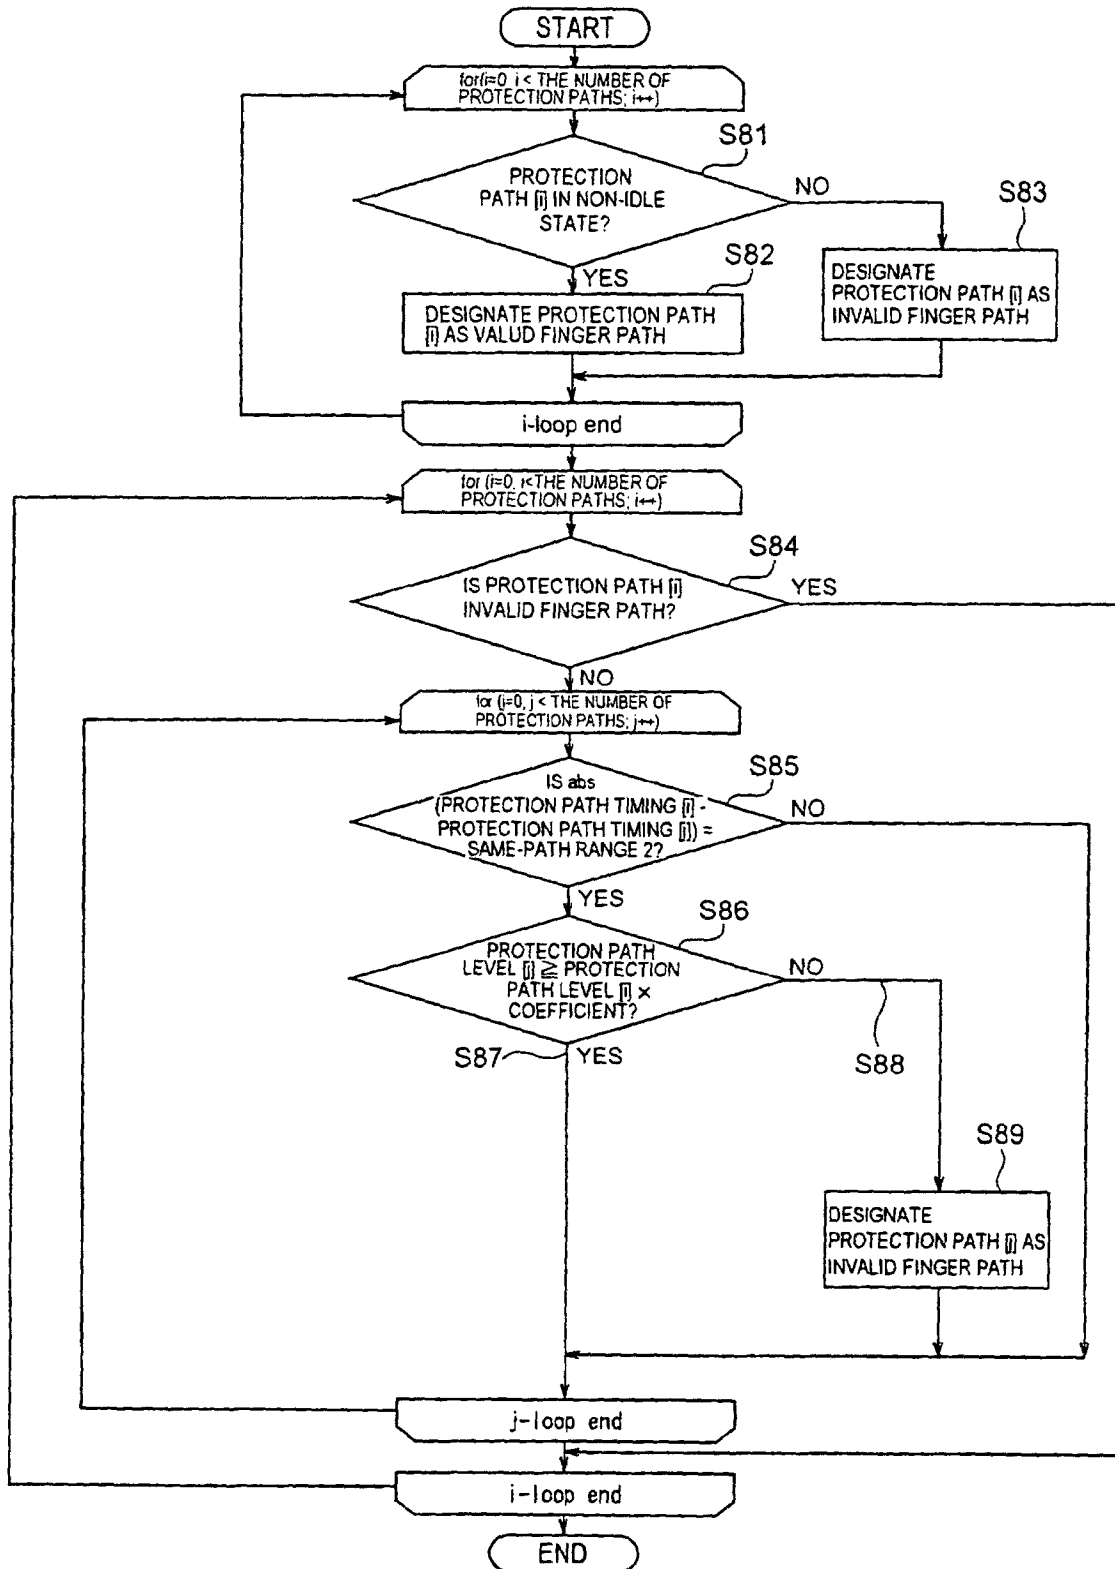 START
for(i=0, i < THE NUMBER OF
PROTECTION PATHS; i++)
S81
PROTECTION
PATH [i] IN NON-IDLE
STATE?
NO
S83
YES
S82
DESIGNATE PROTECTION PATH
[i] AS VALUD FINGER PATH
DESIGNATE
PROTECTION PATH [i] AS
INVALID FINGER PATH
i-loop end
for (i=0, i<THE NUMBER OF
PROTECTION PATHS; i++)
S84
IS PROTECTION PATH [i]
INVALID FINGER PATH?
YES
NO
for (j=0, j < THE NUMBER OF
PROTECTION PATHS; j++)
S85
IS abs
(PROTECTION PATH TIMING [i] -
PROTECTION PATH TIMING [j]) =
SAME-PATH RANGE 2?
NO
YES
S86
PROTECTION PATH
LEVEL [j] ≧ PROTECTION
PATH LEVEL [i] ×
COEFFICIENT?
NO
S87
YES
S88
S89
DESIGNATE
PROTECTION PATH [j] AS
INVALID FINGER PATH
j-loop end
i-loop end
END